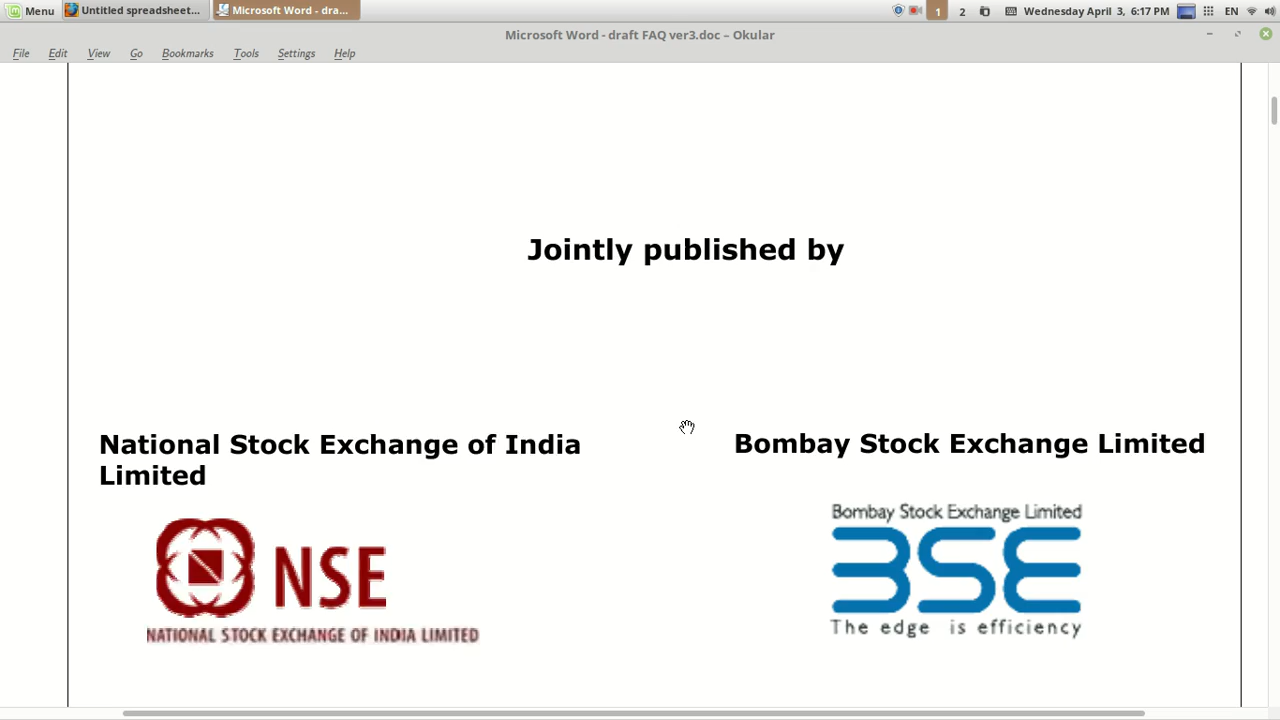 Menu
Untitled spreadsheet...
Microsoft Word - dra...
1
2
Wednesday April 3, 6:17 PM
EN
Microsoft Word - draft FAQ ver3.doc – Okular
File Edit View Go Bookmarks Tools Settings Help
Jointly published by
National Stock Exchange of India
Limited
NSE
NATIONAL STOCK EXCHANGE OF INDIA LIMITED
Bombay Stock Exchange Limited
Bombay Stock Exchange Limited
BSE
The edge is efficiency